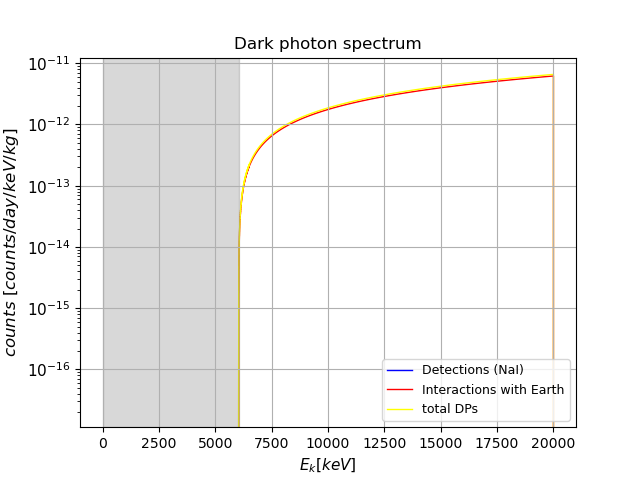 Dark photon spectrum
counts [counts/day/keV/kg]
10⁻¹¹
10⁻¹²
10⁻¹³
10⁻¹⁴
10⁻¹⁵
10⁻¹⁶
Detections (NaI)
Interactions with Earth
total DPs
0 2500 5000 7500 10000 12500 15000 17500 20000
Eₖ[keV]